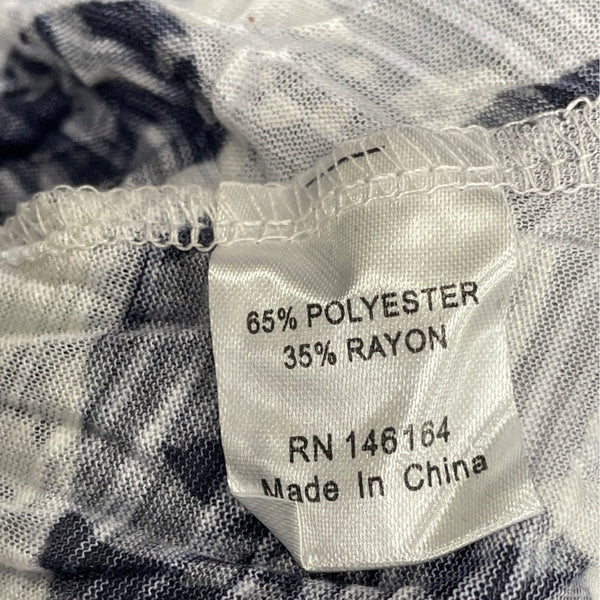 65% POLYESTER
35% RAYON
RN 146164
Made In China